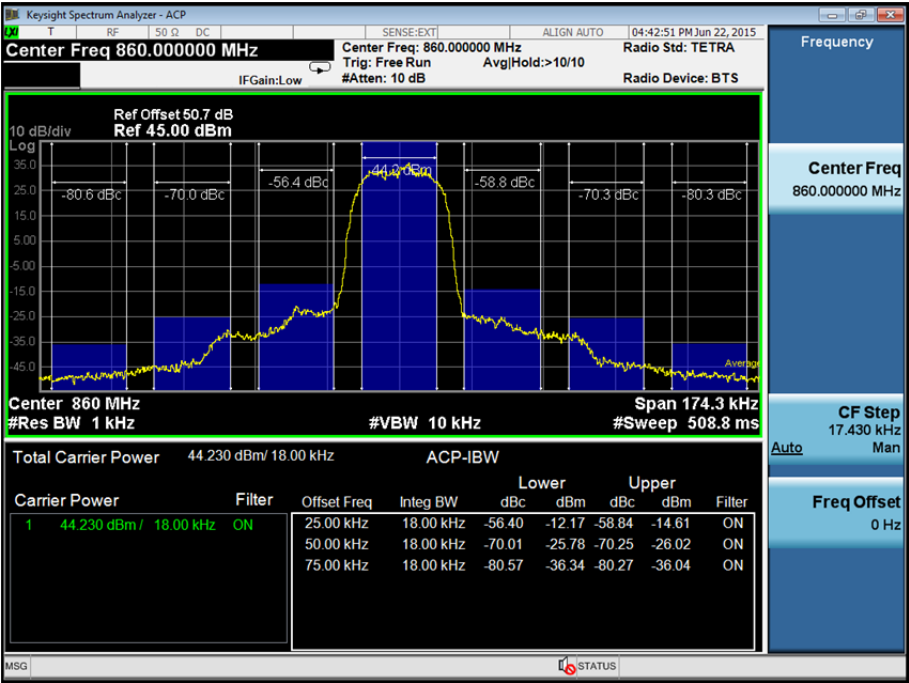 Keysight Spectrum Analyzer - ACP
LXI T RF 50 Ω DC SENSE:EXT ALIGN AUTO 04:42:51 PM Jun 22, 2015
Center Freq 860.000000 MHz
Center Freq: 860.000000 MHz
Radio Std: TETRA
Trig: Free Run Avg|Hold:>10/10
IFGain:Low #Atten: 10 dB Radio Device: BTS
Ref Offset 50.7 dB
10 dB/div Ref 45.00 dBm
Log
35.0
25.0
15.0
5.00
-5.00
-15.0
-25.0
-35.0
-45.0
-80.6 dBc -70.0 dBc -56.4 dBc 44.2 dBm -58.8 dBc -70.3 dBc -80.3 dBc
Average
Center 860 MHz Span 174.3 kHz
#Res BW 1 kHz #VBW 10 kHz #Sweep 508.8 ms
Total Carrier Power 44.230 dBm/ 18.00 kHz ACP-IBW
Lower Upper
Carrier Power Filter Offset Freq Integ BW dBc dBm dBc dBm Filter
1 44.230 dBm / 18.00 kHz ON
25.00 kHz 18.00 kHz -56.40 -12.17 -58.84 -14.61 ON
50.00 kHz 18.00 kHz -70.01 -25.78 -70.25 -26.02 ON
75.00 kHz 18.00 kHz -80.57 -36.34 -80.27 -36.04 ON
MSG STATUS
Frequency
Center Freq
860.000000 MHz
CF Step
17.430 kHz
Auto Man
Freq Offset
0 Hz